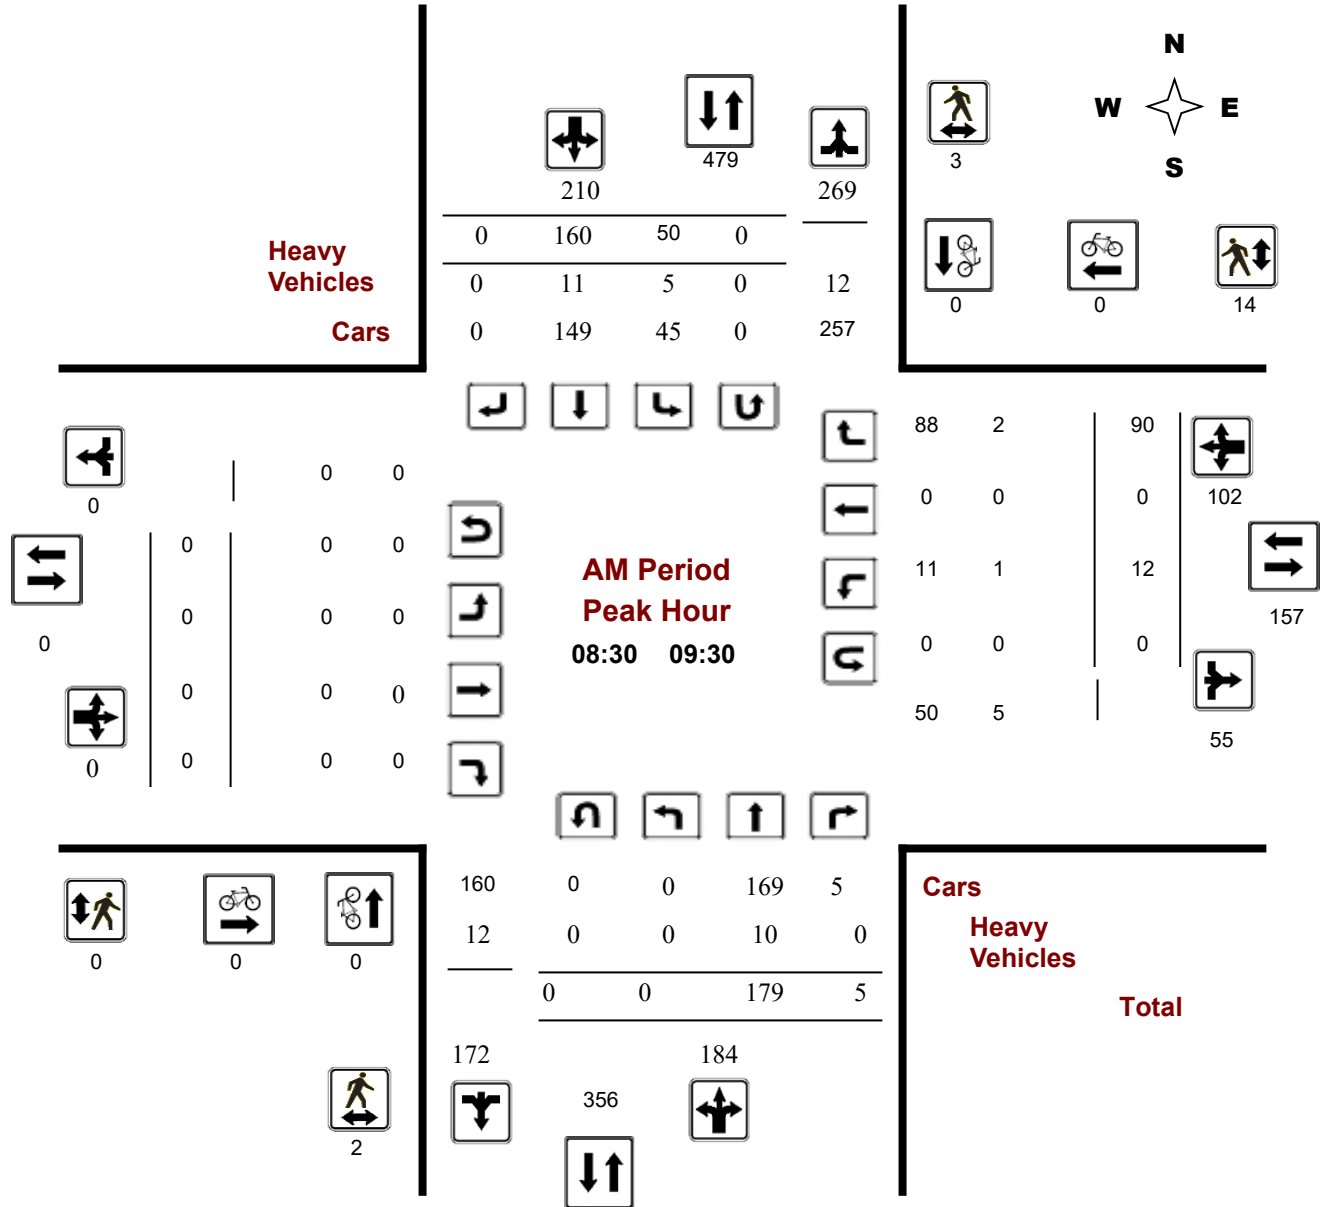 N
W E
S
479
3
210 269
0 160 50 0
Heavy
Vehicles
0 11 5 0 12
0 0 14
Cars
0 149 45 0 257
88 2 90
0 0
0
0 0 0
102
0 0 0
AM Period
11 1 12
Peak Hour
157
0 0 0
0
08:30 09:30
0 0 0
0 0 0
50 5
55
0
0 0 0
160 0 0 169 5
Cars
12 0 0 10 0
Heavy
Vehicles
0 0 0
0 0 179 5
Total
172 184
356
2